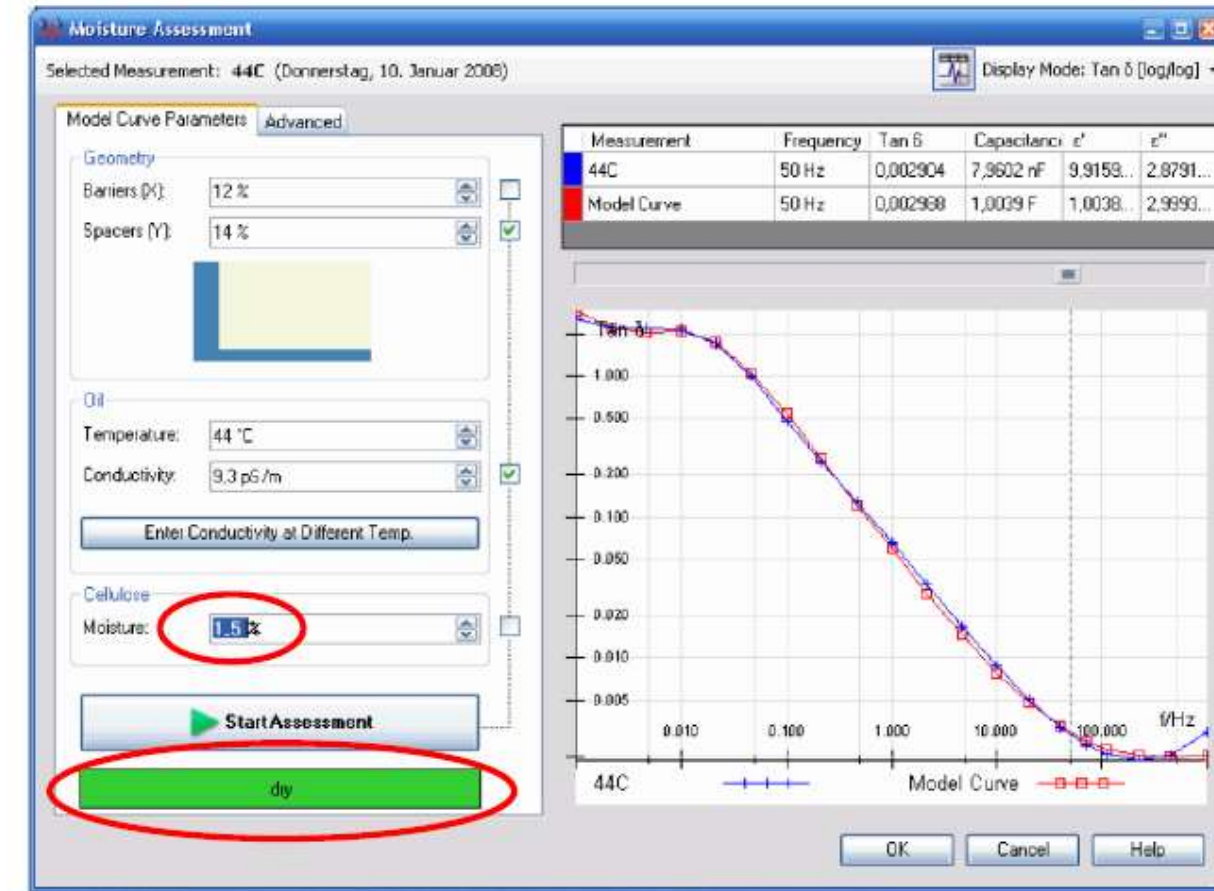 Moisture Assessment
Selected Measurement: 44C (Donnerstag, 10. Januar 2008)
Display Mode: Tan δ [log/log]
Model Curve Parameters Advanced
Geometry
Barriers (X): 12 %
Spacers (Y): 14 %
Oil
Temperature: 44 °C
Conductivity: 9,3 pS/m
Enter Conductivity at Different Temp.
Cellulose
Moisture: 1.5 %
Start Assessment
dry
Measurement Frequency Tan δ Capacitanc ε' ε"
44C 50 Hz 0,002904 7,9602 nF 9,9159... 2,8791...
Model Curve 50 Hz 0,002988 1,0039 F 1,0038... 2,9993...
Tan δ
1.000
0.500
0.200
0.100
0.050
0.020
0.010
0.005
0.010 0.100 1.000 10.000 100.000 f/Hz
44C Model Curve
OK Cancel Help